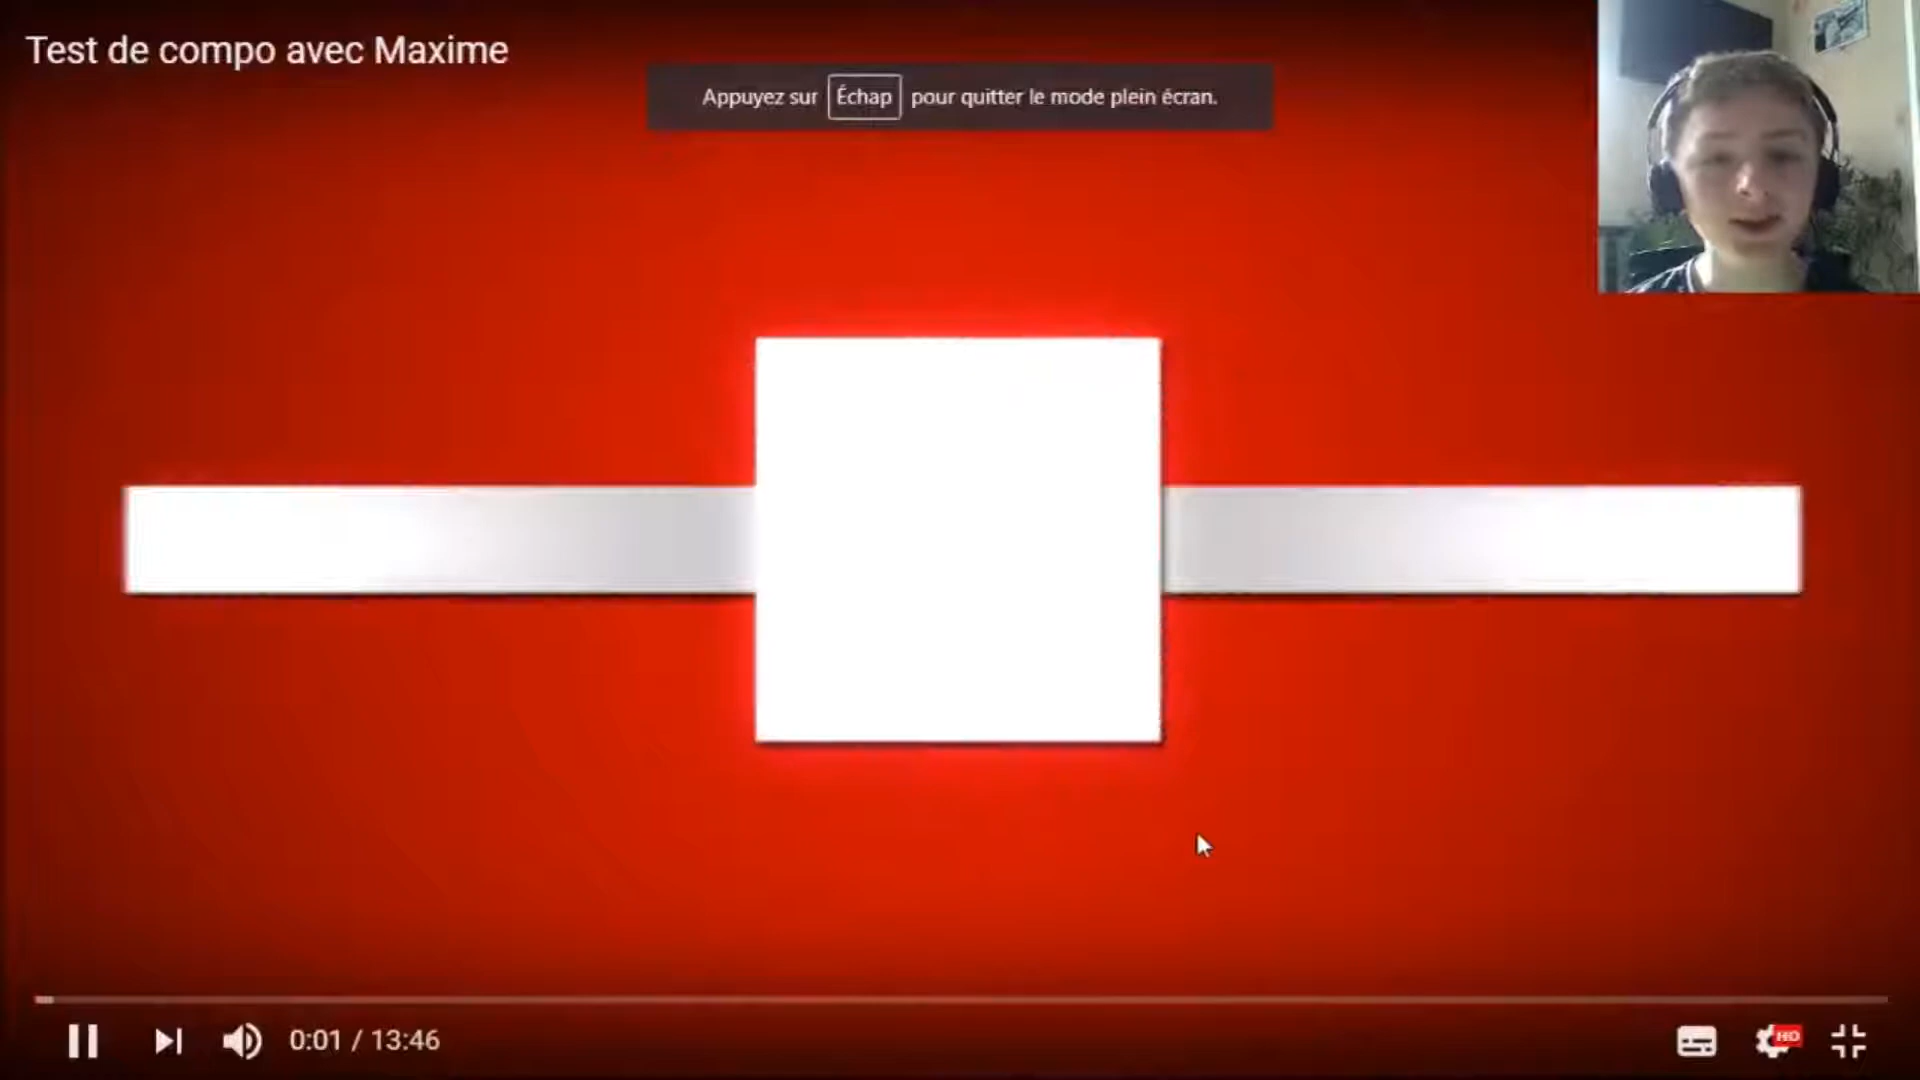 Test de compo avec Maxime
Appuyez sur Échap pour quitter le mode plein écran.
0:01 / 13:46
HD